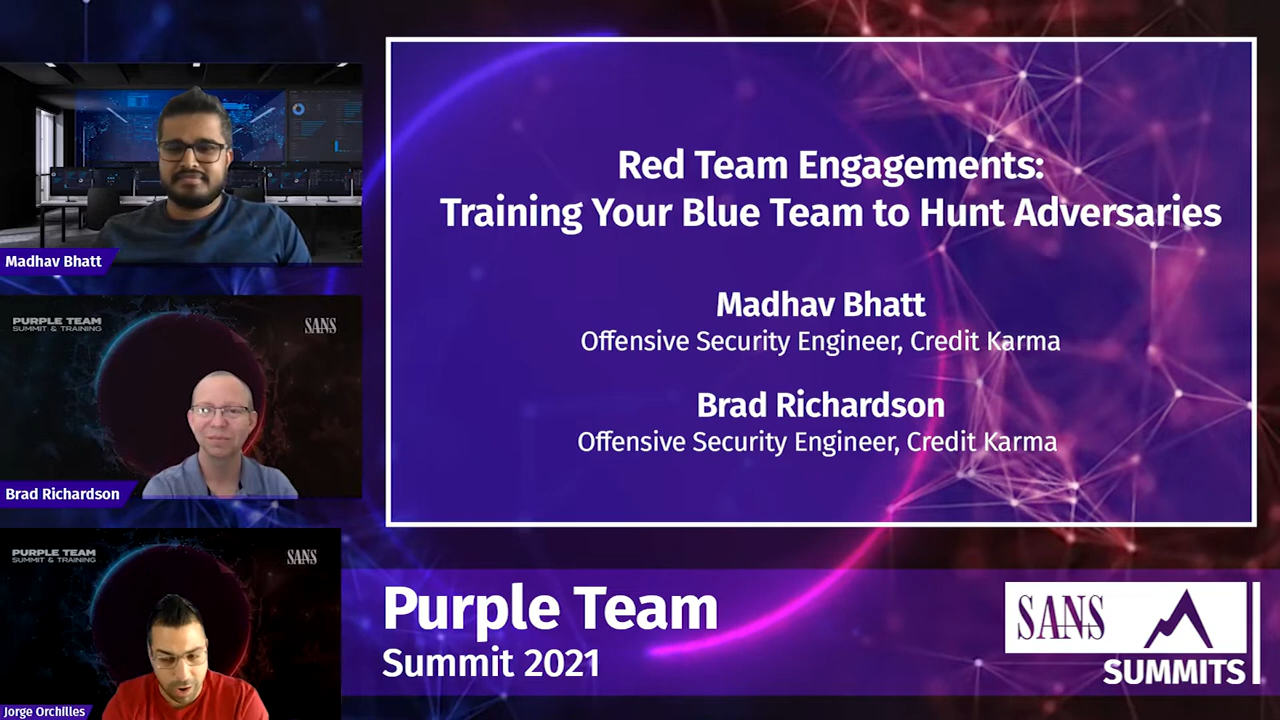 Madhav Bhatt
PURPLE TEAM
SUMMIT & TRAINING
SANS
Brad Richardson
PURPLE TEAM
SUMMIT & TRAINING
SANS
Jorge Orchilles
Red Team Engagements:
Training Your Blue Team to Hunt Adversaries
Madhav Bhatt
Offensive Security Engineer, Credit Karma
Brad Richardson
Offensive Security Engineer, Credit Karma
Purple Team
Summit 2021
SANS
SUMMITS